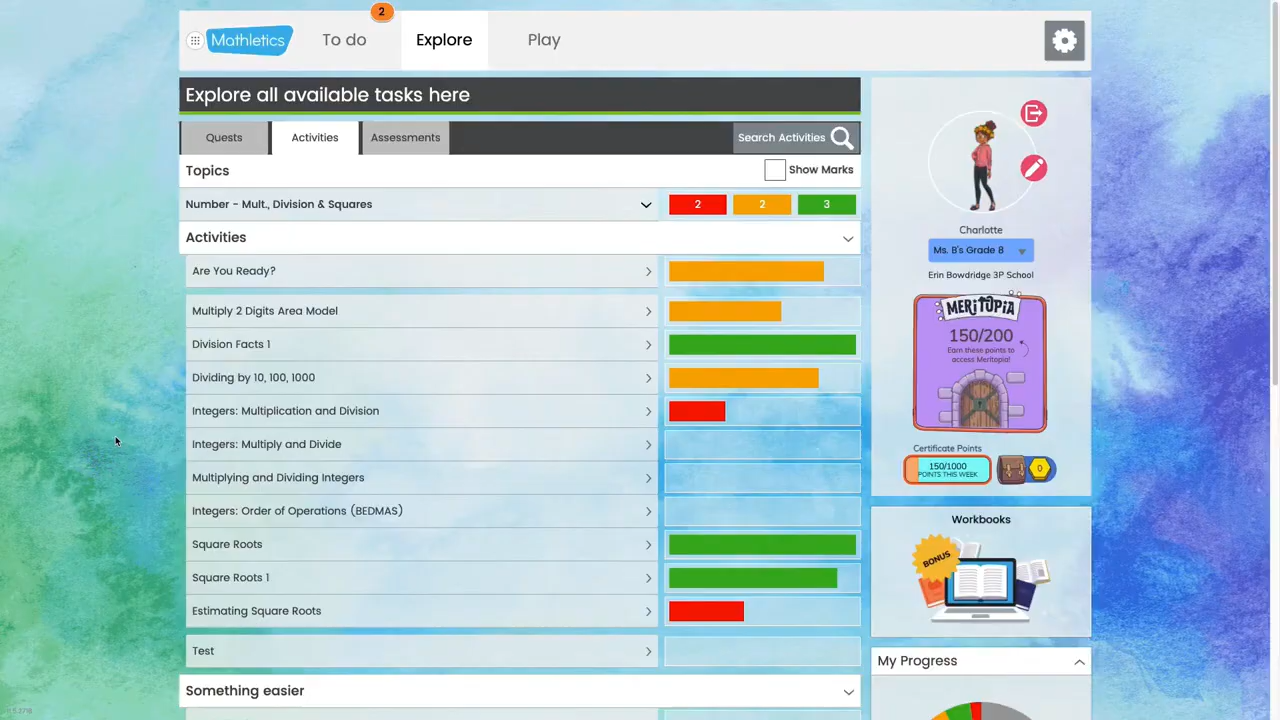 2
Mathletics
To do
Explore
Play
Explore all available tasks here
Quests
Activities
Assessments
Search Activities
Topics
Show Marks
Number - Mult., Division & Squares
2
2
3
Activities
Are You Ready?
Multiply 2 Digits Area Model
Division Facts 1
Dividing by 10, 100, 1000
Integers: Multiplication and Division
Integers: Multiply and Divide
Multiplying and Dividing Integers
Integers: Order of Operations (BEDMAS)
Square Roots
Square Roots 1
Estimating Square Roots
Test
Something easier
Charlotte
Ms. B's Grade 8
Erin Bowdridge 3P School
MERITOPIA
150/200
Earn these points to
access Meritopia!
Certificate Points
150/1000
POINTS THIS WEEK
0
Workbooks
BONUS
My Progress